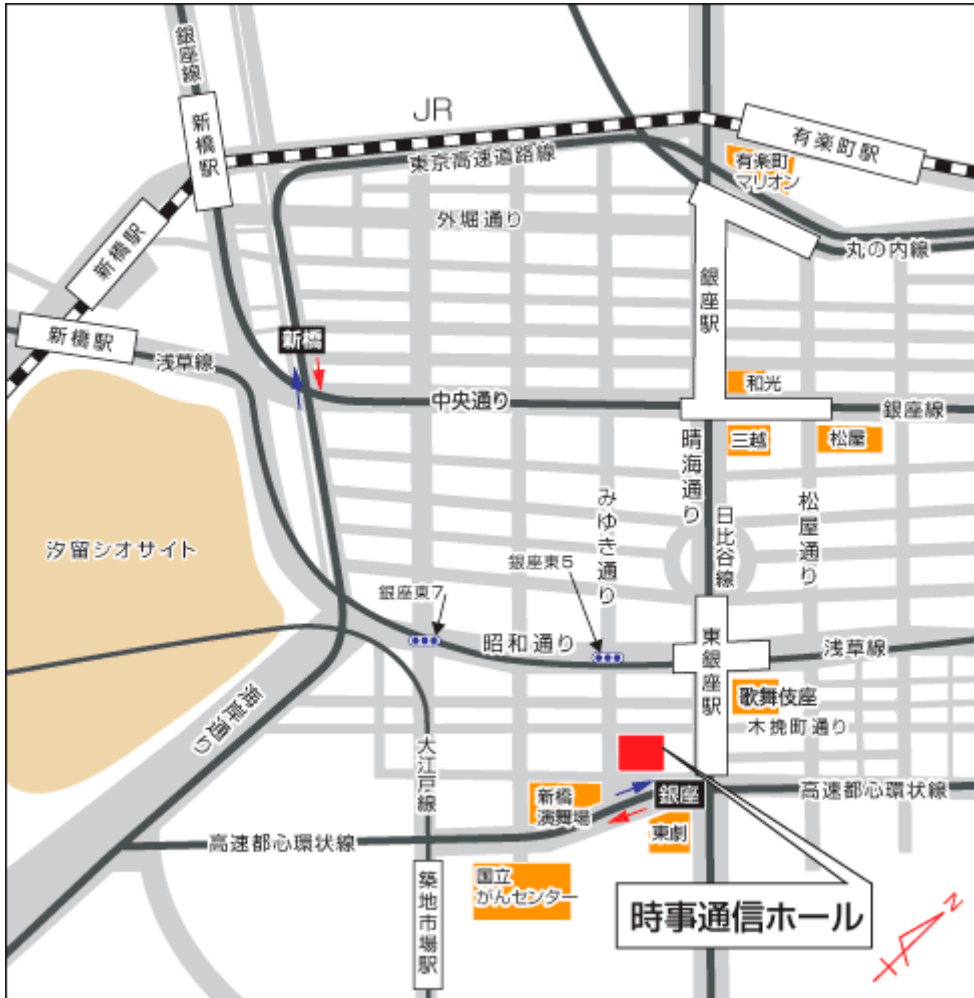 銀座線
新橋駅
JR
東京高速道路線
有楽町駅
有楽町
マリオン
外堀通り
新橋駅
丸の内線
銀座駅
新橋駅
浅草線
新橋
和光
中央通り
銀座線
三越
松屋
晴海通り
みゆき通り
日比谷線
松屋通り
汐留シオサイト
銀座東5
銀座東7
昭和通り
東銀座駅
浅草線
歌舞伎座
木挽町通り
海岸通り
大江戸線
新橋
演舞場
銀座
高速都心環状線
東劇
高速都心環状線
築地市場駅
国立
がんセンター
時事通信ホール
N